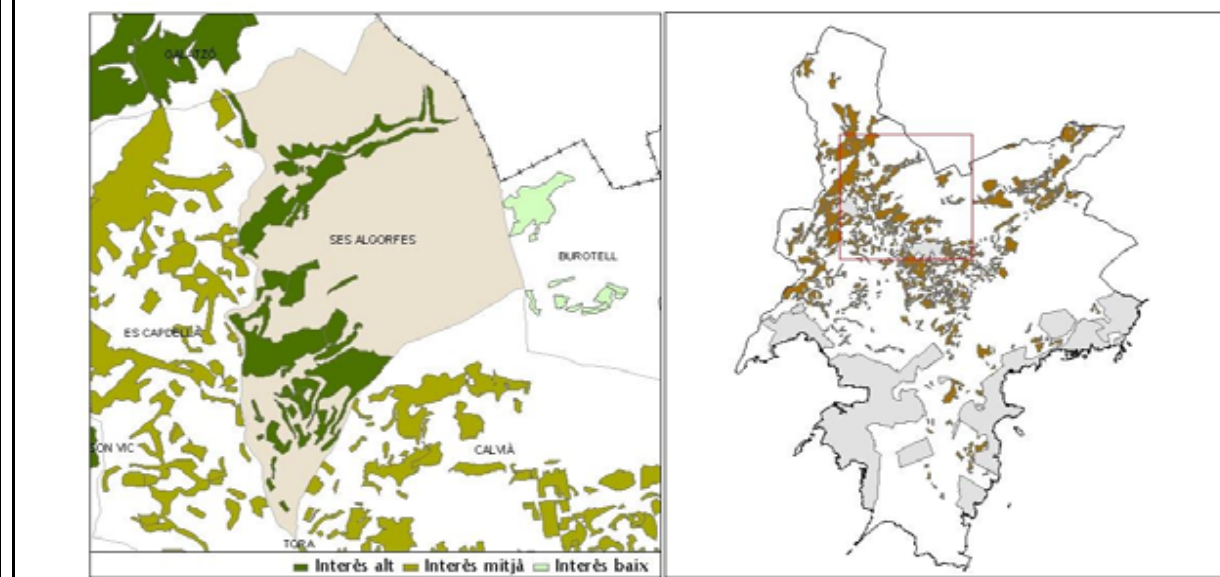 GALATZÓ
SES ALGORFES
BUROTELL
ES CAPDELLÀ
SON VIC
CALVIÀ
TORA
Interès alt Interès mitjà Interès baix